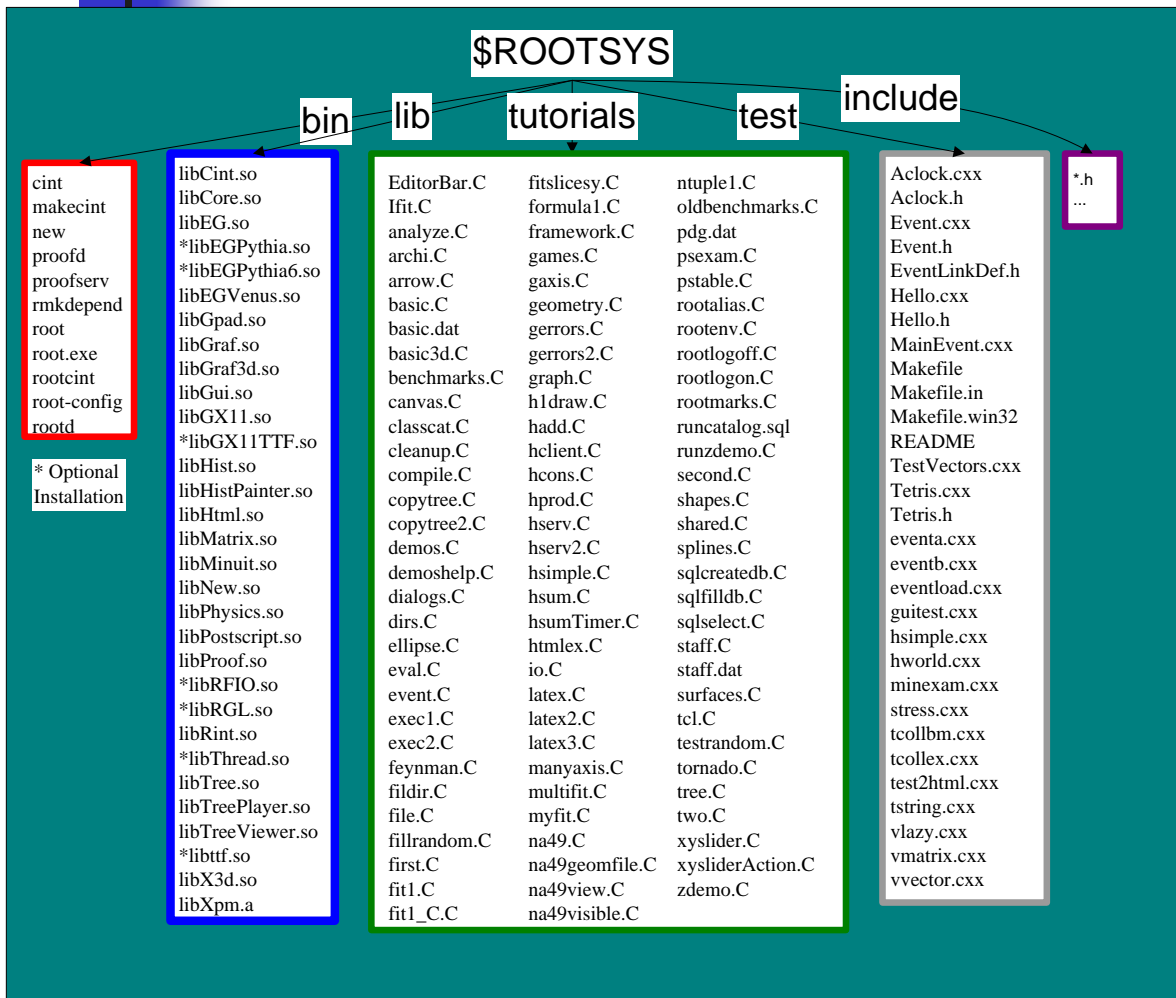 $ROOTSYS
bin
lib
tutorials
test
include
cint
makecint
new
proofd
proofserv
rmkdepend
root
root.exe
rootcint
root-config
rootd
* Optional
Installation
libCint.so
libCore.so
libEG.so
*libEGPythia.so
*libEGPythia6.so
libEGVenus.so
libGpad.so
libGraf.so
libGraf3d.so
libGui.so
libGX11.so
*libGX11TTF.so
libHist.so
libHistPainter.so
libHtml.so
libMatrix.so
libMinuit.so
libNew.so
libPhysics.so
libPostscript.so
libProof.so
*libRFIO.so
*libRGL.so
libRint.so
*libThread.so
libTree.so
libTreePlayer.so
libTreeViewer.so
*libttf.so
libX3d.so
libXpm.a
EditorBar.C
Ifit.C
analyze.C
archi.C
arrow.C
basic.C
basic.dat
basic3d.C
benchmarks.C
canvas.C
classcat.C
cleanup.C
compile.C
copytree.C
copytree2.C
demos.C
demoshelp.C
dialogs.C
dirs.C
ellipse.C
eval.C
event.C
exec1.C
exec2.C
feynman.C
fildir.C
file.C
fillrandom.C
first.C
fit1.C
fit1_C.C
fitslicesy.C
formula1.C
framework.C
games.C
gaxis.C
geometry.C
gerrors.C
gerrors2.C
graph.C
h1draw.C
hadd.C
hclient.C
hcons.C
hprod.C
hserv.C
hserv2.C
hsimple.C
hsum.C
hsumTimer.C
htmlex.C
io.C
latex.C
latex2.C
latex3.C
manyaxis.C
multifit.C
myfit.C
na49.C
na49geomfile.C
na49view.C
na49visible.C
ntuple1.C
oldbenchmarks.C
pdg.dat
psexam.C
pstable.C
rootalias.C
rootenv.C
rootlogoff.C
rootlogon.C
rootmarks.C
runcatalog.sql
runzdemo.C
second.C
shapes.C
shared.C
splines.C
sqlcreatedb.C
sqlfilldb.C
sqlselect.C
staff.C
staff.dat
surfaces.C
tcl.C
testrandom.C
tornado.C
tree.C
two.C
xyslider.C
xysliderAction.C
zdemo.C
Aclock.cxx
Aclock.h
Event.cxx
Event.h
EventLinkDef.h
Hello.cxx
Hello.h
MainEvent.cxx
Makefile
Makefile.in
Makefile.win32
README
TestVectors.cxx
Tetris.cxx
Tetris.h
eventa.cxx
eventb.cxx
eventload.cxx
guitest.cxx
hsimple.cxx
hworld.cxx
minexam.cxx
stress.cxx
tcollbm.cxx
tcollex.cxx
test2html.cxx
tstring.cxx
vlazy.cxx
vmatrix.cxx
vvector.cxx
*.h
...